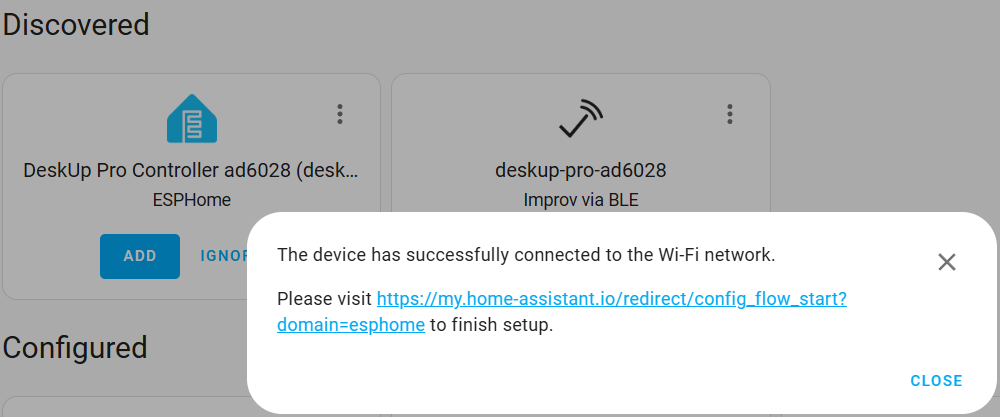 Discovered
DeskUp Pro Controller ad6028 (desk...
ESPHome
ADD
deskup-pro-ad6028
Improv via BLE
The device has successfully connected to the Wi-Fi network.
Please visit https://my.home-assistant.io/redirect/config_flow_start?
domain=esphome to finish setup.
CLOSE
Configured